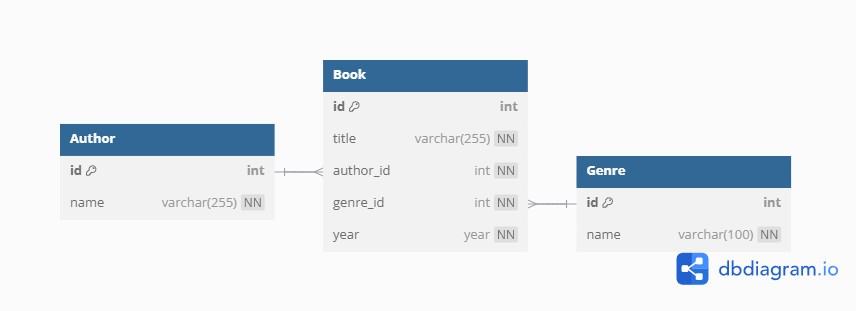 Author
id int
name varchar(255) NN
Book
id int
title varchar(255) NN
author_id int NN
genre_id int NN
year year NN
Genre
id int
name varchar(100) NN
dbdiagram.io